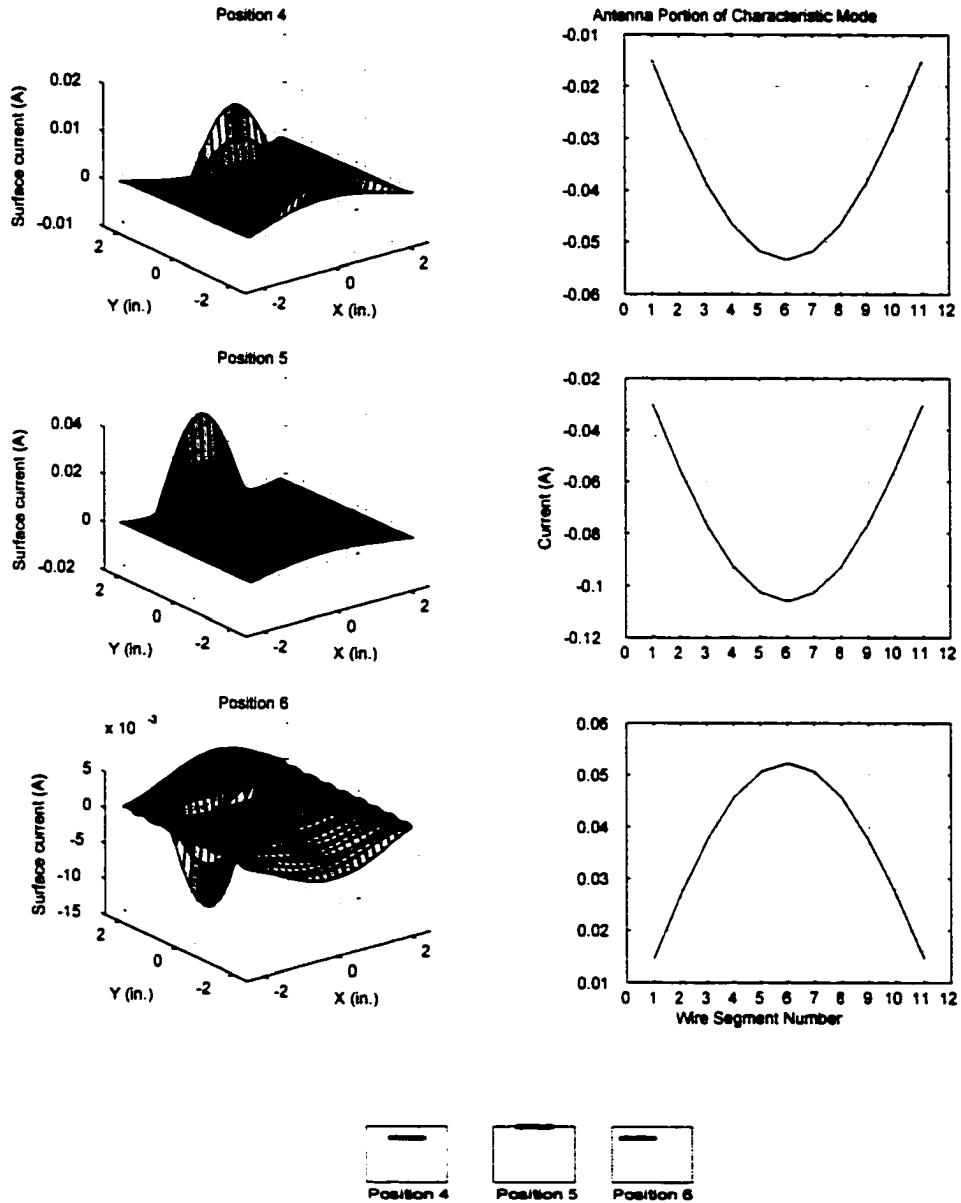 Position 4
Antenna Portion of Characteristic Mode
0.02
0.01
0
-0.01
Surface current (A)
2
0
-2
Y (in.)
-2
0
2
X (in.)
-0.01
-0.02
-0.03
-0.04
-0.05
-0.06
0 1 2 3 4 5 6 7 8 9 10 11 12
Position 5
0.04
0.02
0
-0.02
Surface current (A)
2
0
-2
Y (in.)
-2
0
2
X (in.)
-0.02
-0.04
-0.06
-0.08
-0.1
-0.12
Current (A)
0 1 2 3 4 5 6 7 8 9 10 11 12
Position 6
x 10 -3
5
0
-5
-10
-15
Surface current (A)
2
0
-2
Y (in.)
-2
0
2
X (in.)
0.06
0.05
0.04
0.03
0.02
0.01
0 1 2 3 4 5 6 7 8 9 10 11 12
Wire Segment Number
Position 4 Position 5 Position 6